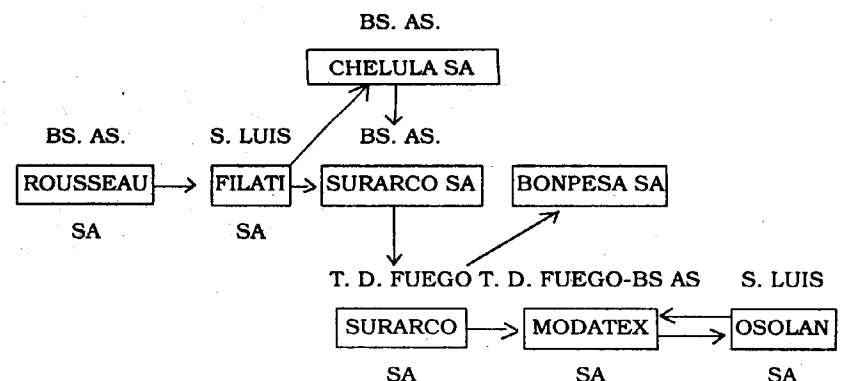 BS. AS.
CHELULA SA
BS. AS. S. LUIS BS. AS.
ROUSSEAU FILATI SURARCO SA BONPESA SA
SA SA
T. D. FUEGO T. D. FUEGO-BS AS S. LUIS
SURARCO MODATEX OSOLAN
SA SA SA